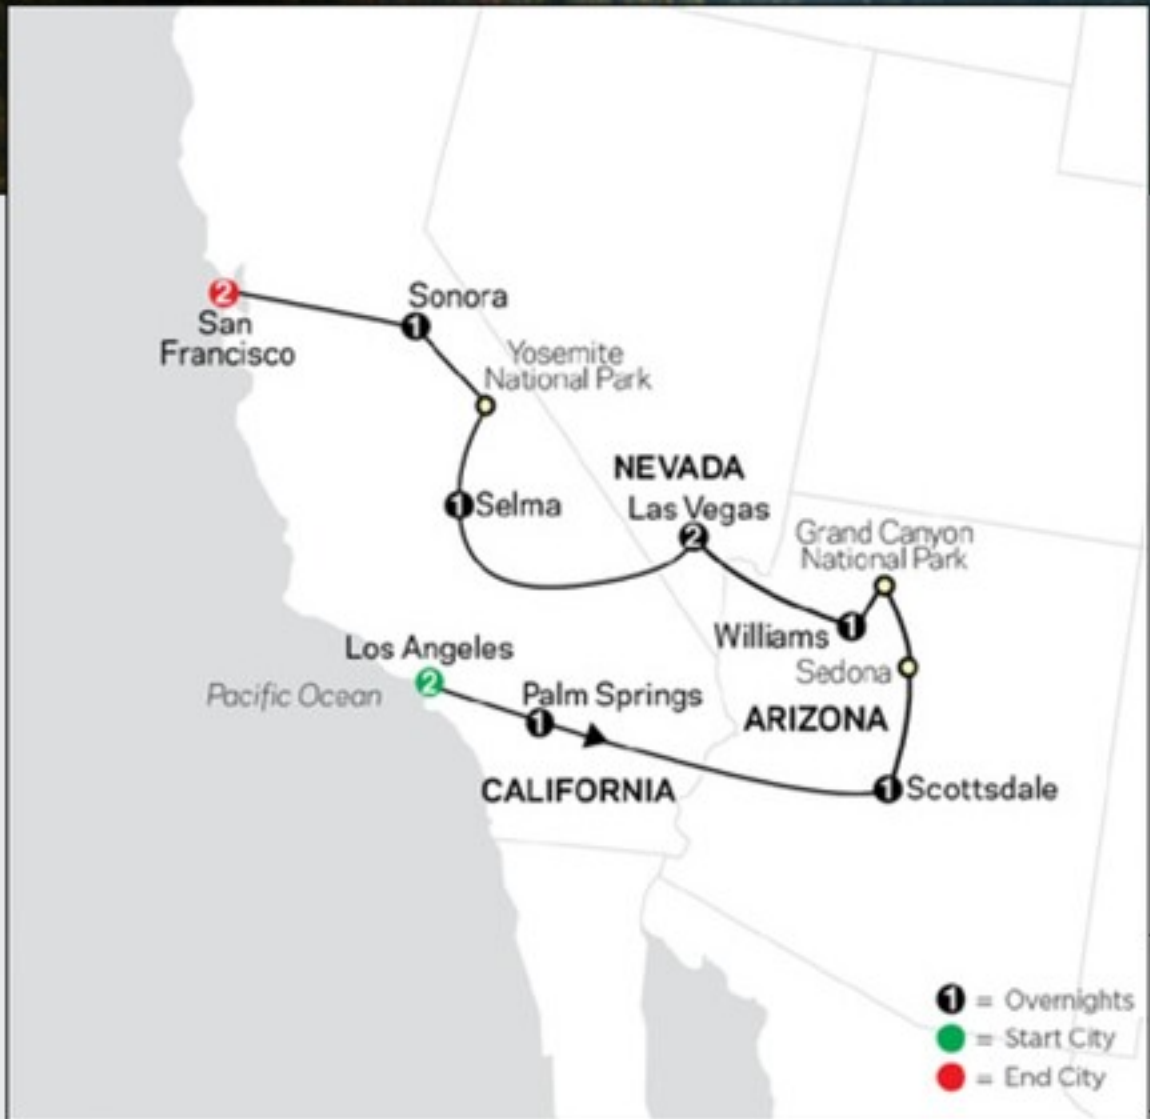 2
San
Francisco
Sonora
1
Yosemite
National Park
1 Selma
NEVADA
Las Vegas
2
Grand Canyon
National Park
Williams 1
Sedona
ARIZONA
Los Angeles
2
Pacific Ocean
Palm Springs
1
CALIFORNIA
1 Scottsdale
1 = Overnights
= Start City
= End City